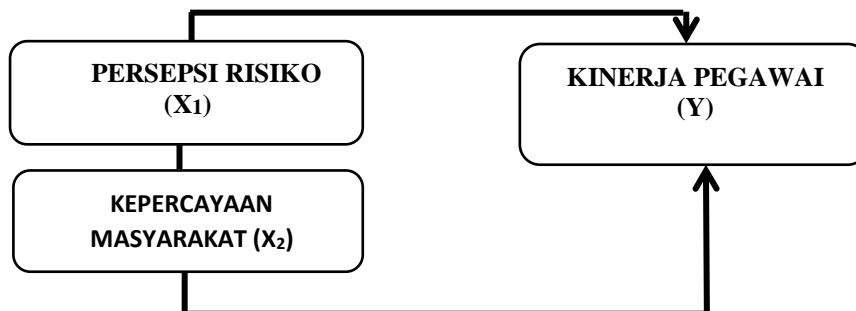 PERSEPSI RISIKO
(X1)
KINERJA PEGAWAI
(Y)
KEPERCAYAAN
MASYARAKAT (X2)